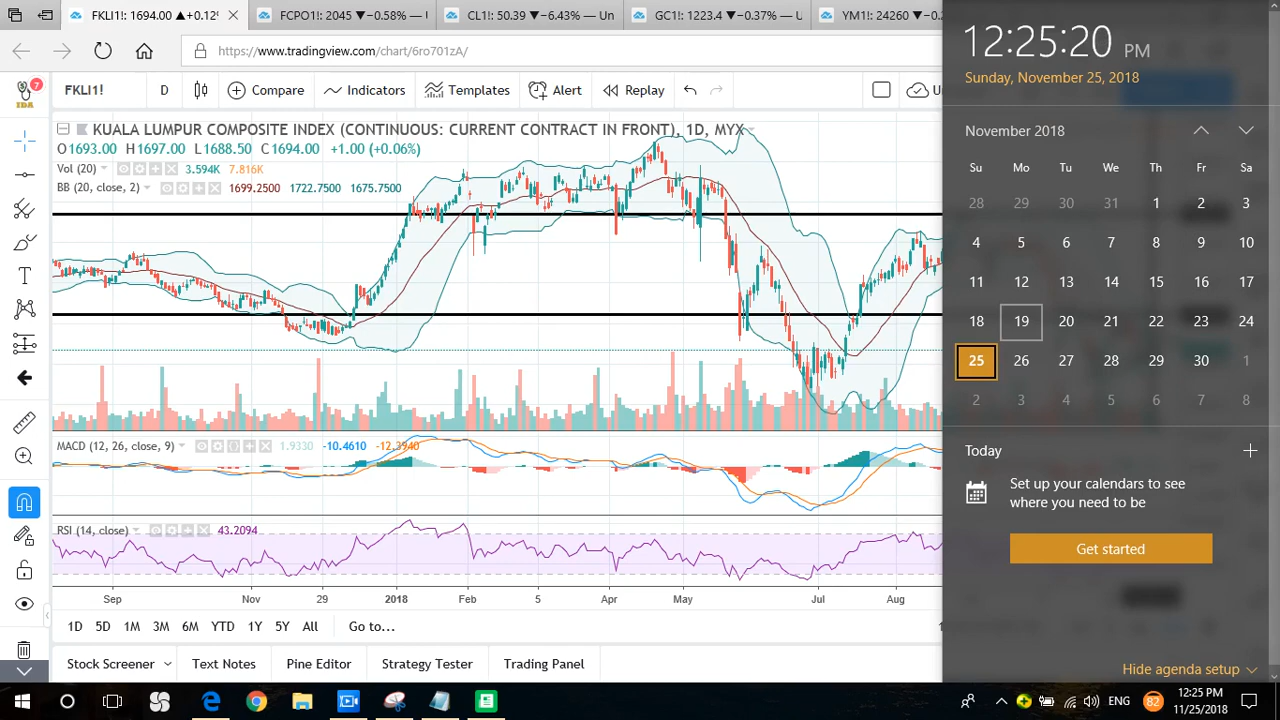 FKLI1!: 1694.00 ▲+0.12%
FCPO1!: 2045 ▼−0.58% — U
CL1!: 50.39 ▼−6.43% — Un
GC1!: 1223.4 ▼−0.37% — U
YM1!: 24260 ▼−0.2
https://www.tradingview.com/chart/6ro701zA/
7
IDA
FKLI1!
D
Compare
Indicators
Templates
Alert
Replay
KUALA LUMPUR COMPOSITE INDEX (CONTINUOUS: CURRENT CONTRACT IN FRONT), 1D, MYX
O1693.00 H1697.00 L1688.50 C1694.00 +1.00 (+0.06%)
Vol (20) 3.594K 7.816K
BB (20, close, 2) 1699.2500 1722.7500 1675.7500
MACD (12, 26, close, 9) 1.9330 -10.4610 -12.3940
RSI (14, close) 43.2094
Sep Nov 29 2018 Feb 5 Apr May Jul Aug
1D 5D 1M 3M 6M YTD 1Y 5Y All Go to...
Stock Screener Text Notes Pine Editor Strategy Tester Trading Panel
12:25:20 PM
Sunday, November 25, 2018
November 2018
Su Mo Tu We Th Fr Sa
28 29 30 31 1 2 3
4 5 6 7 8 9 10
11 12 13 14 15 16 17
18 19 20 21 22 23 24
25 26 27 28 29 30 1
2 3 4 5 6 7 8
Today
Set up your calendars to see
where you need to be
Get started
Hide agenda setup
ENG
82
12:25 PM
11/25/2018